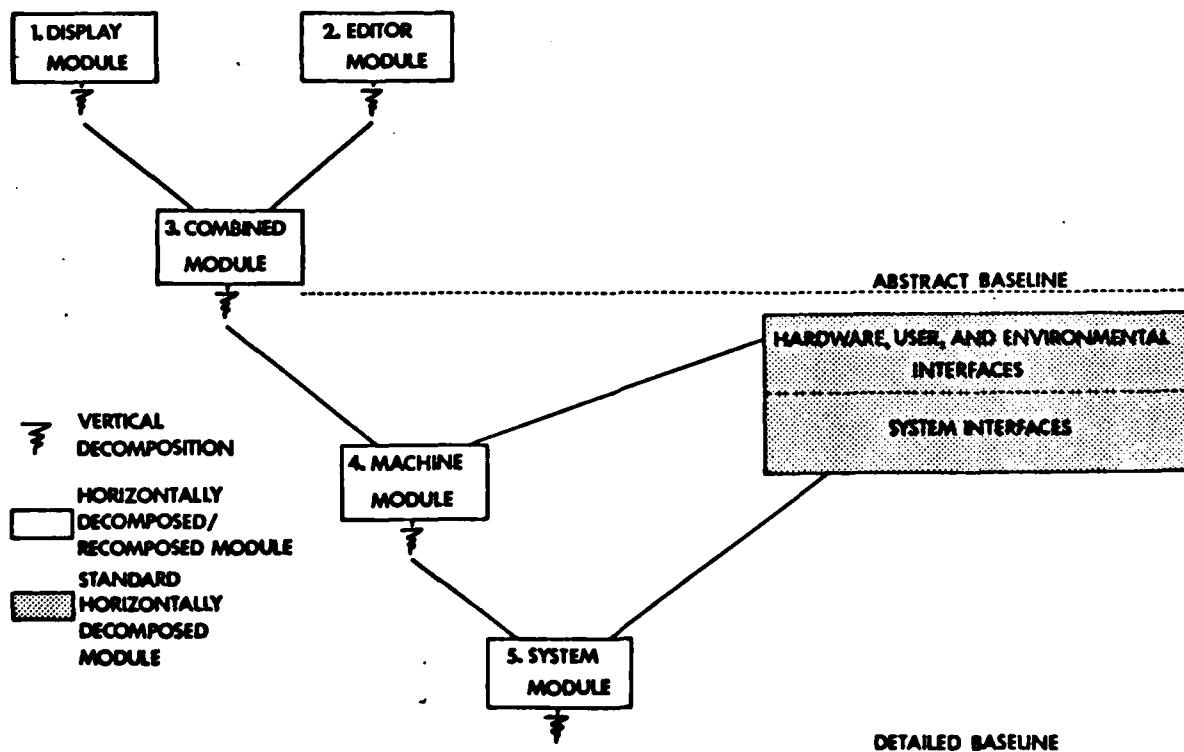 1. DISPLAY
MODULE
2. EDITOR
MODULE
3. COMBINED
MODULE
ABSTRACT BASELINE
HARDWARE, USER, AND ENVIRONMENTAL
INTERFACES
SYSTEM INTERFACES
4. MACHINE
MODULE
VERTICAL
DECOMPOSITION
HORIZONTALLY
DECOMPOSED/
RECOMPOSED MODULE
STANDARD
HORIZONTALLY
DECOMPOSED
MODULE
5. SYSTEM
MODULE
DETAILED BASELINE